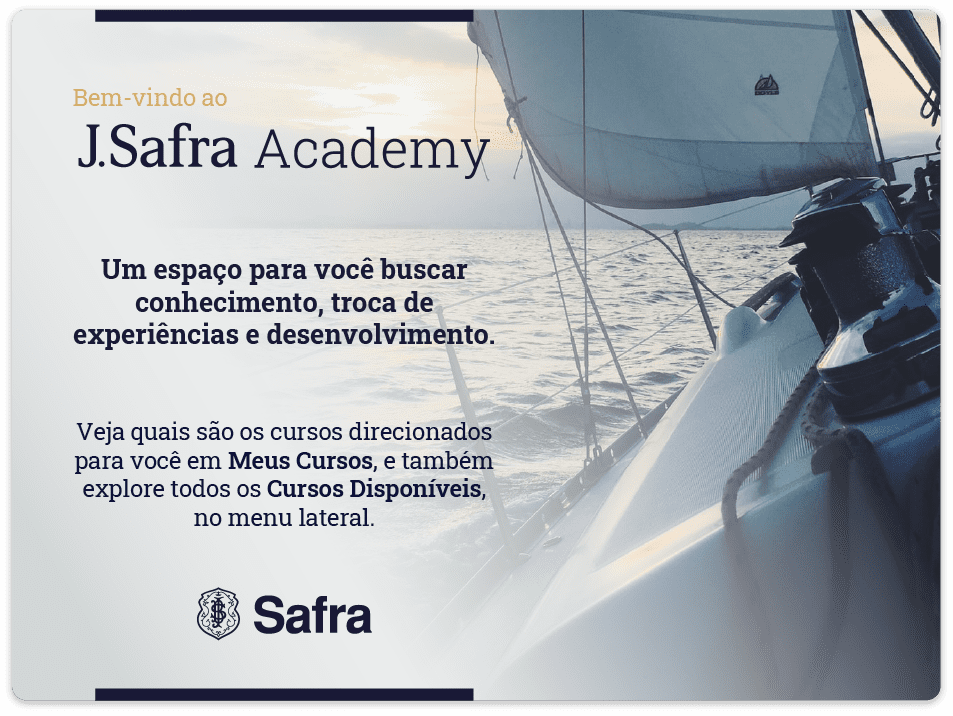 Bem-vindo ao
J.Safra Academy
Um espaço para você buscar
conhecimento, troca de
experiências e desenvolvimento.
Veja quais são os cursos direcionados
para você em Meus Cursos, e também
explore todos os Cursos Disponíveis,
no menu lateral.
Safra